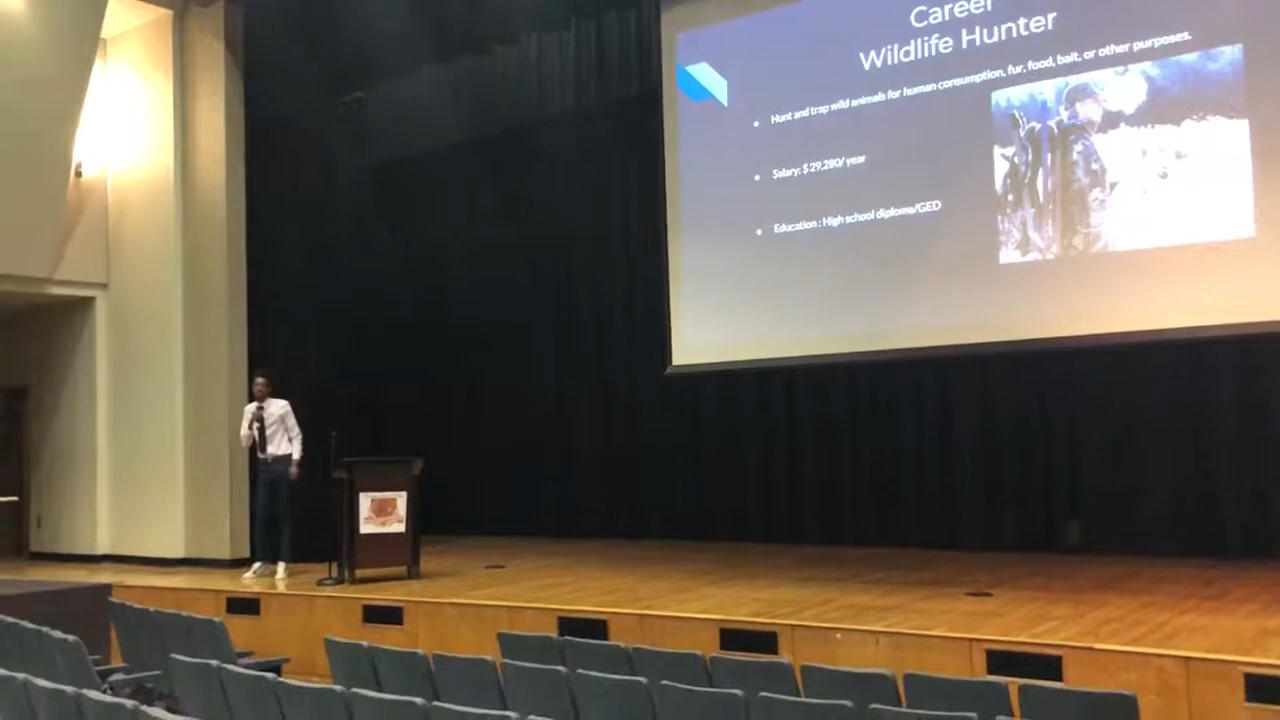 Career
Wildlife Hunter
Hunt and trap wild animals for human consumption, fur, food, bait, or other purposes.
Salary: $ 29,280/ year
Education : High school diploma/GED